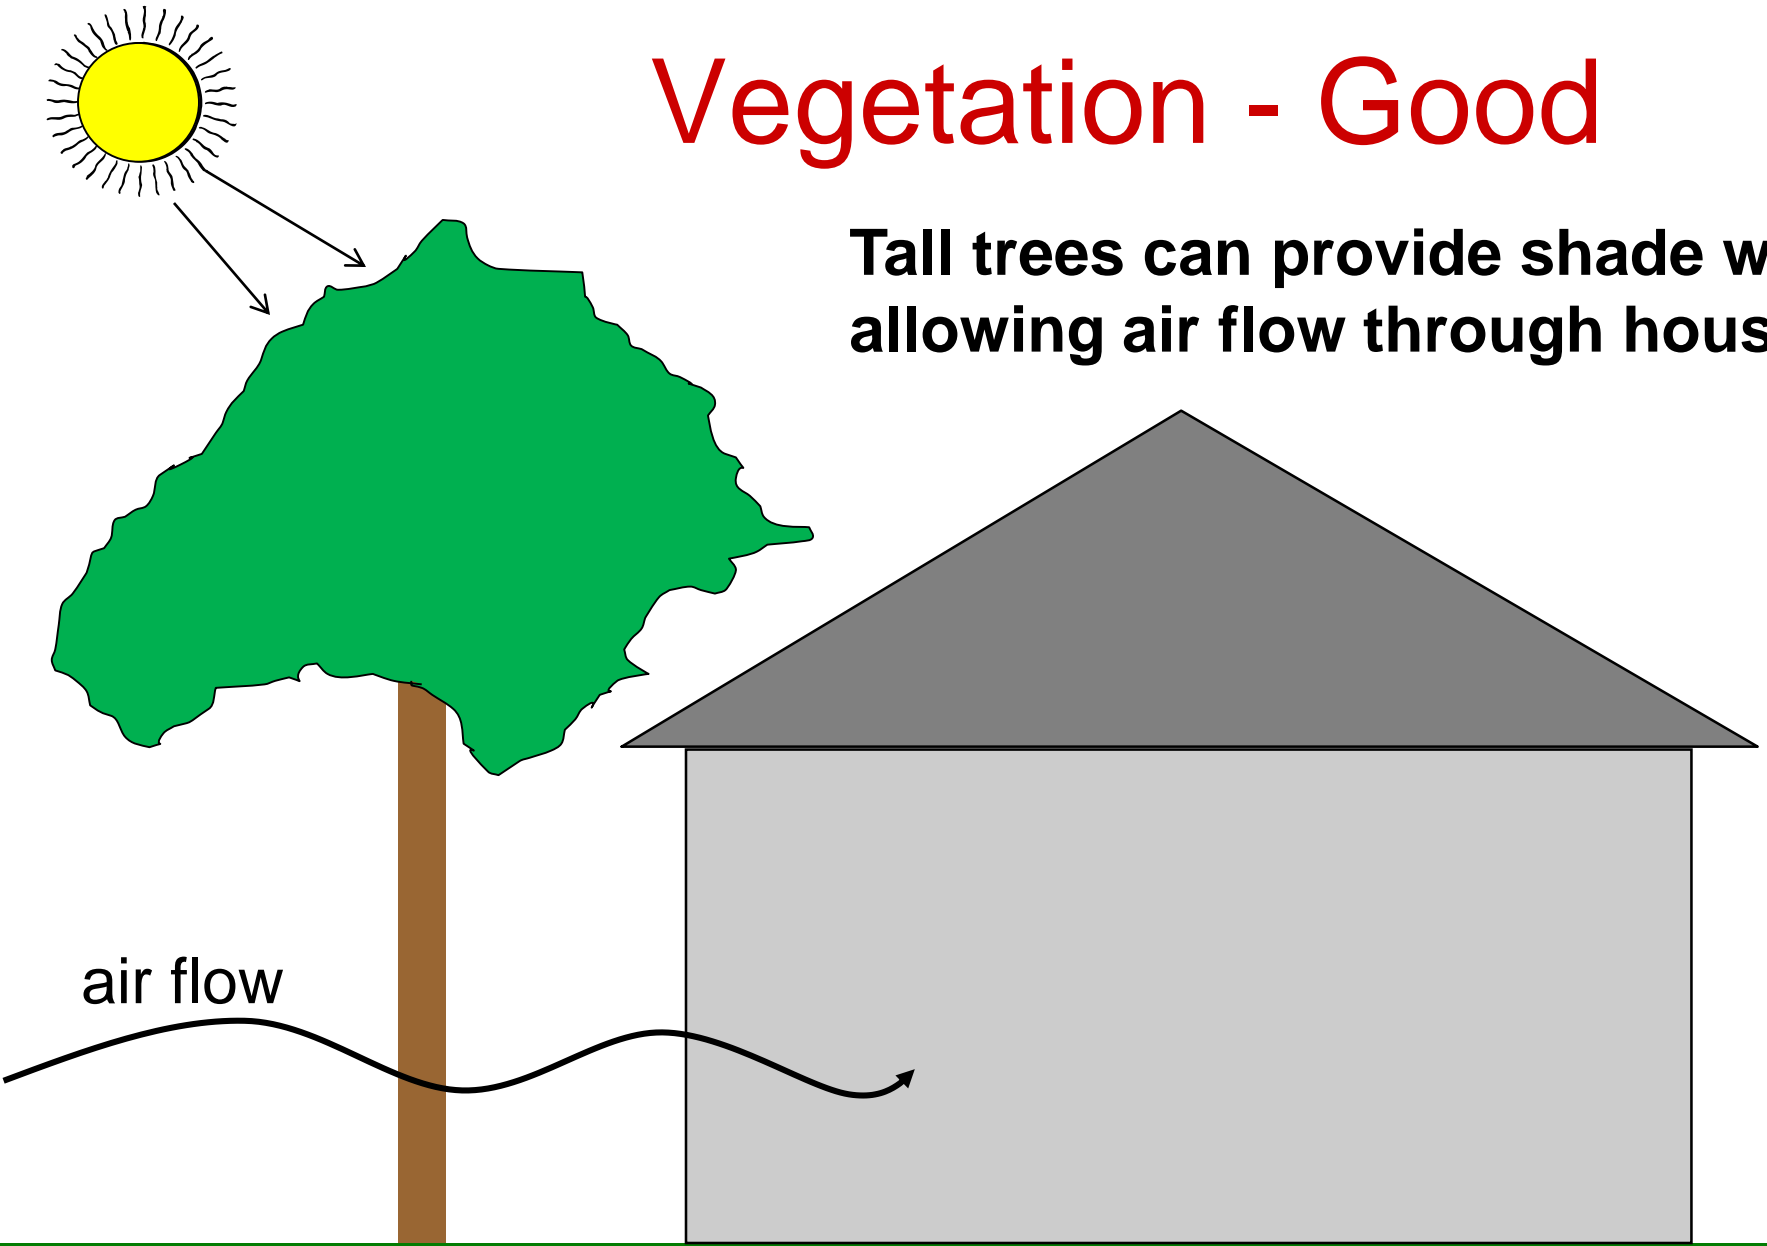 Vegetation - Good
Tall trees can provide shade w
allowing air flow through hous
air flow